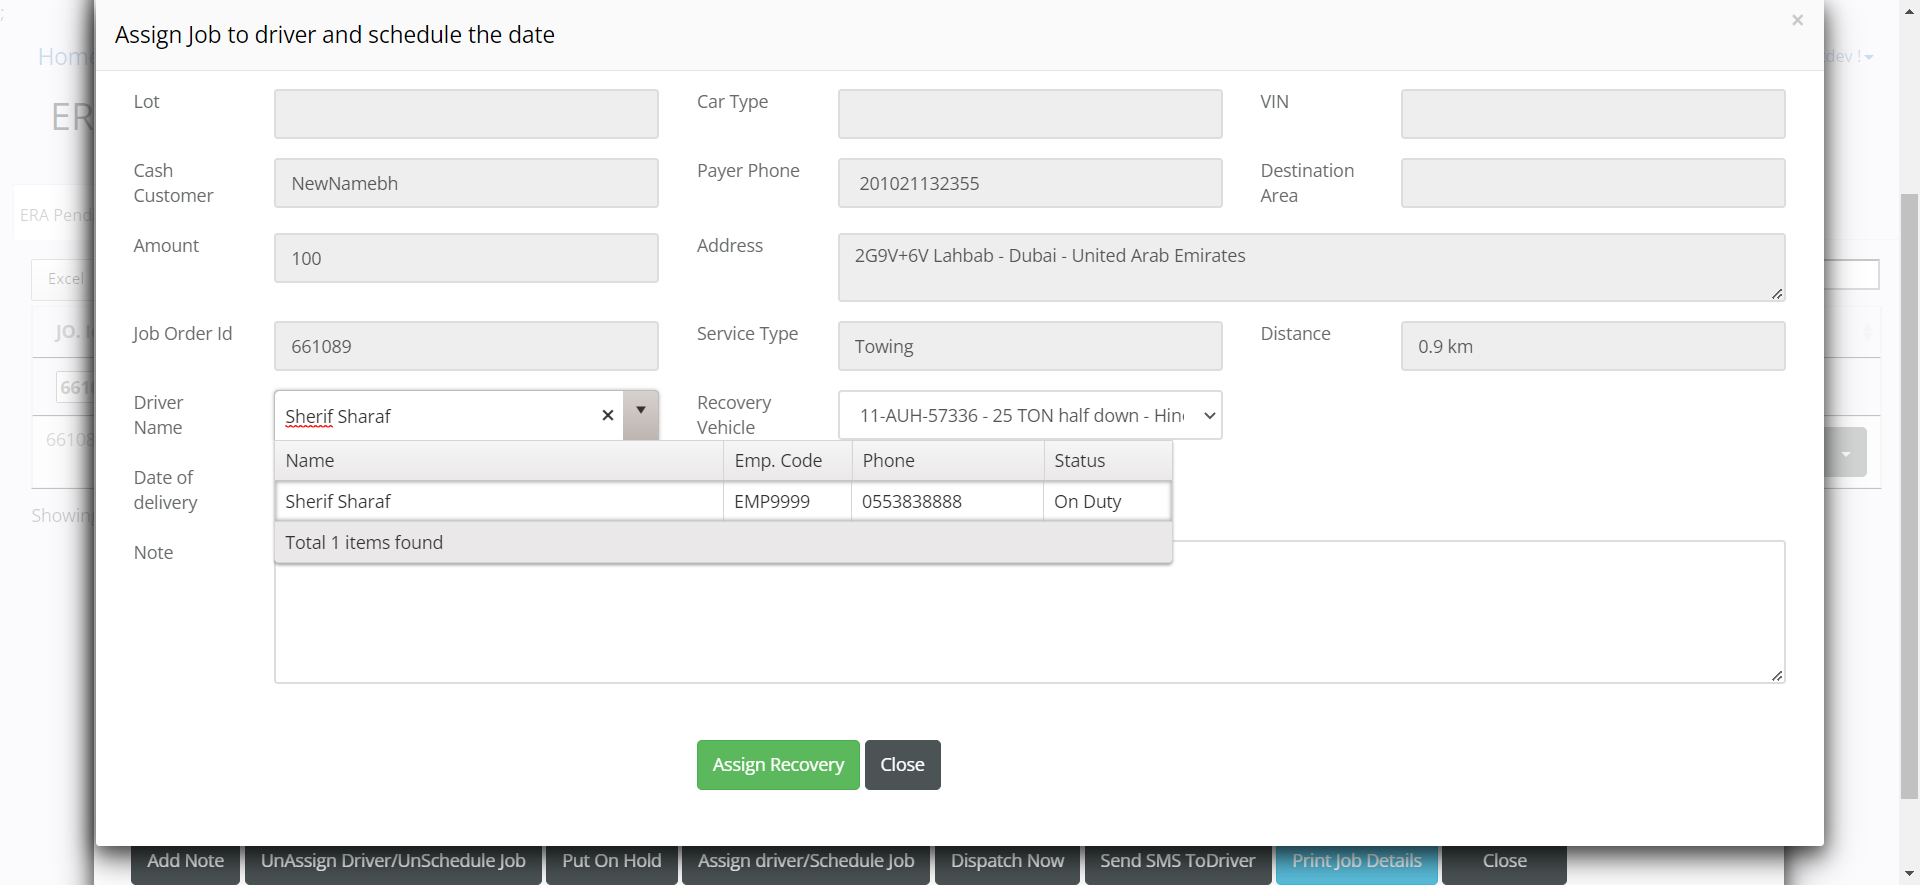 ;
Assign Job to driver and schedule the date
×
Home
dev !
ER
Lot
Car Type
VIN
Cash Customer
NewNamebh
Payer Phone
201021132355
Destination Area
ERA Pend
Amount
100
Address
2G9V+6V Lahbab - Dubai - United Arab Emirates
Excel
JO. I
Job Order Id
661089
Service Type
Towing
Distance
0.9 km
661
Driver Name
Sherif Sharaf
×
Recovery Vehicle
11-AUH-57336 - 25 TON half down - Hin
66108
Name
Emp. Code
Phone
Status
Date of delivery
Sherif Sharaf
EMP9999
0553838888
On Duty
Showin
Total 1 items found
Note
Assign Recovery
Close
Add Note
UnAssign Driver/UnSchedule Job
Put On Hold
Assign driver/Schedule Job
Dispatch Now
Send SMS ToDriver
Print Job Details
Close